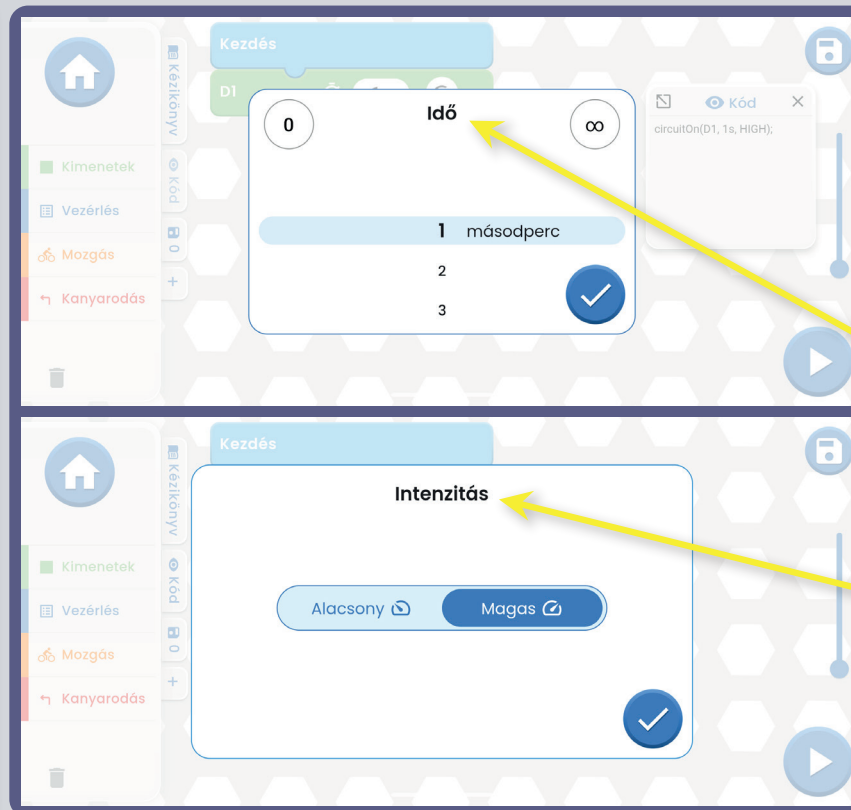 Kezdés
D1
Kézikönyv
Kód
0
+
Kimenetek
Vezérlés
Mozgás
Kanyarodás
0
Idő
∞
1 másodperc
2
3
Kód
circuitOn(D1, 1s, HIGH);
Kezdés
Kézikönyv
Kód
0
+
Kimenetek
Vezérlés
Mozgás
Kanyarodás
Intenzitás
Alacsony
Magas